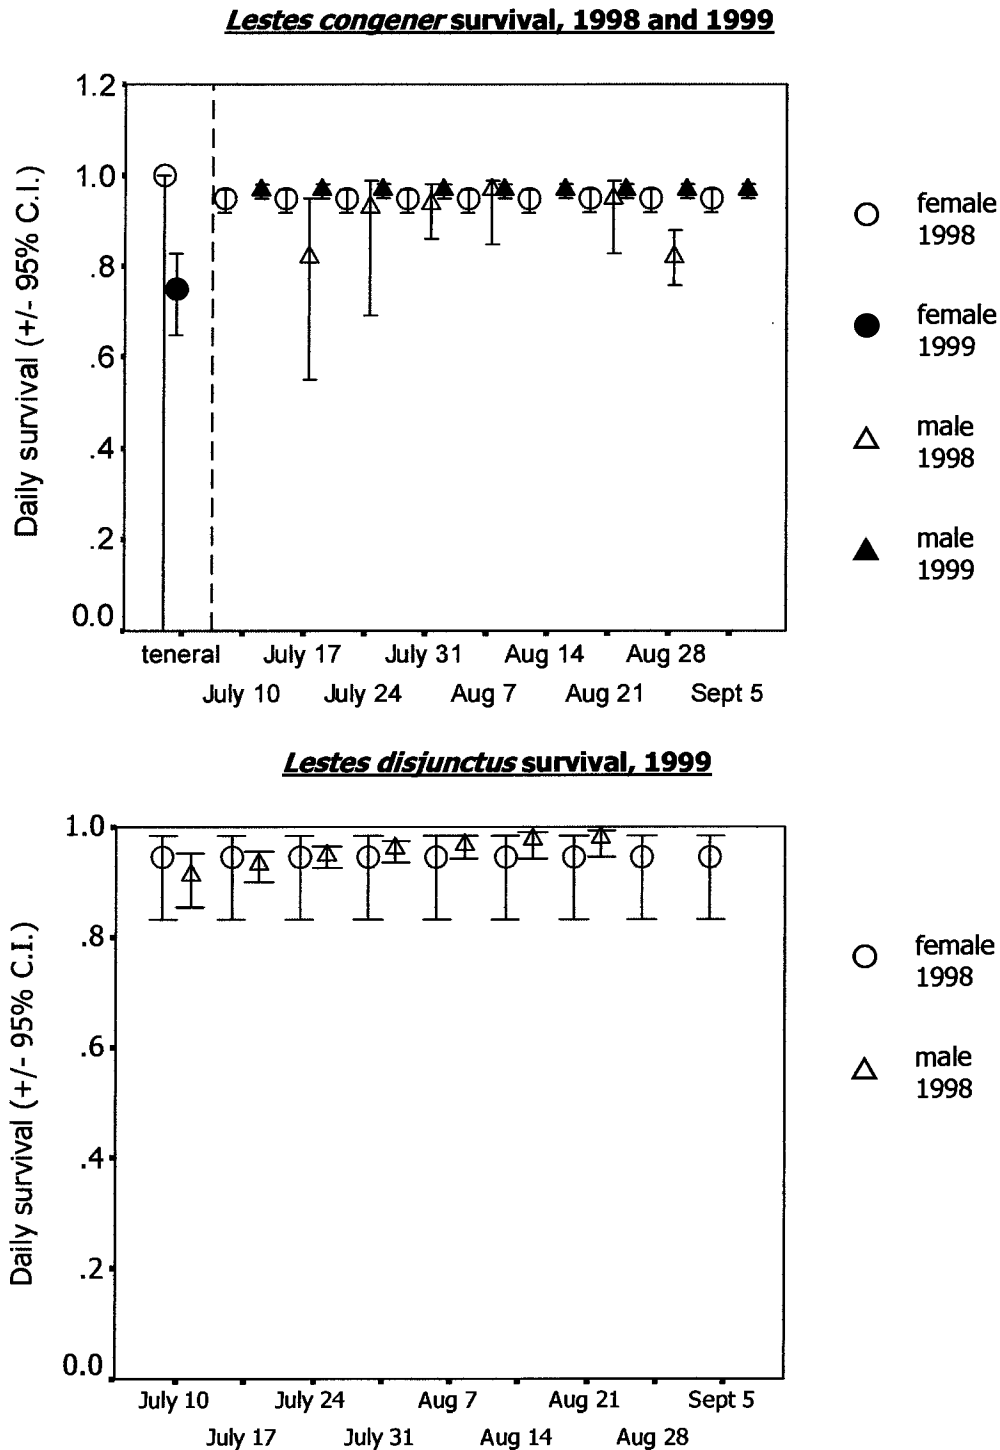 Lestes congener survival, 1998 and 1999
1.2
1.0
.8
.6
.4
.2
0.0
Daily survival (+/- 95% C.I.)
teneral
July 17
July 31
Aug 14
Aug 28
July 10
July 24
Aug 7
Aug 21
Sept 5
female
1998
female
1999
male
1998
male
1999
Lestes disjunctus survival, 1999
1.0
.8
.6
.4
.2
0.0
Daily survival (+/- 95% C.I.)
July 10
July 24
Aug 7
Aug 21
Sept 5
July 17
July 31
Aug 14
Aug 28
female
1998
male
1998